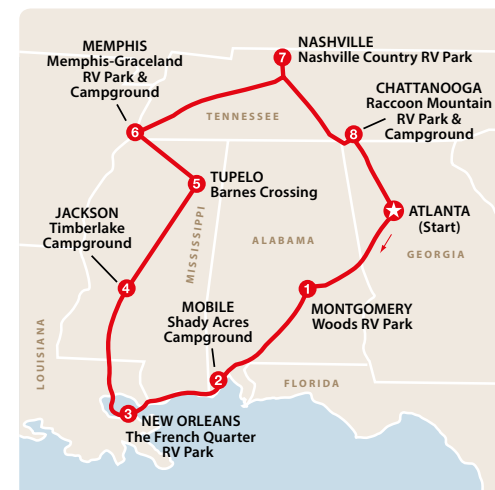 MEMPHIS
Memphis-Graceland
RV Park &
Campground
NASHVILLE
Nashville Country RV Park
7
CHATTANOOGA
Raccoon Mountain
RV Park &
Campground
TENNESSEE
6
8
5
TUPELO
Barnes Crossing
JACKSON
Timberlake
Campground
ATLANTA
(Start)
MISSISSIPPI
ALABAMA
GEORGIA
4
1
MONTGOMERY
Woods RV Park
MOBILE
Shady Acres
Campground
LOUISIANA
2
FLORIDA
3
NEW ORLEANS
The French Quarter
RV Park